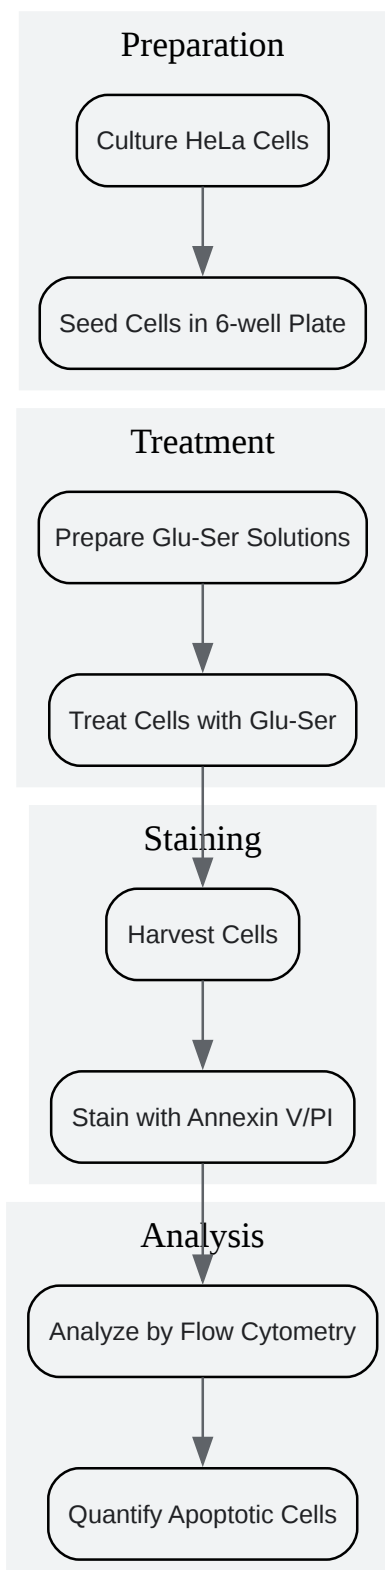 Preparation
Culture HeLa Cells
Seed Cells in 6-well Plate
Treatment
Prepare Glu-Ser Solutions
Treat Cells with Glu-Ser
Staining
Harvest Cells
Stain with Annexin V/PI
Analysis
Analyze by Flow Cytometry
Quantify Apoptotic Cells